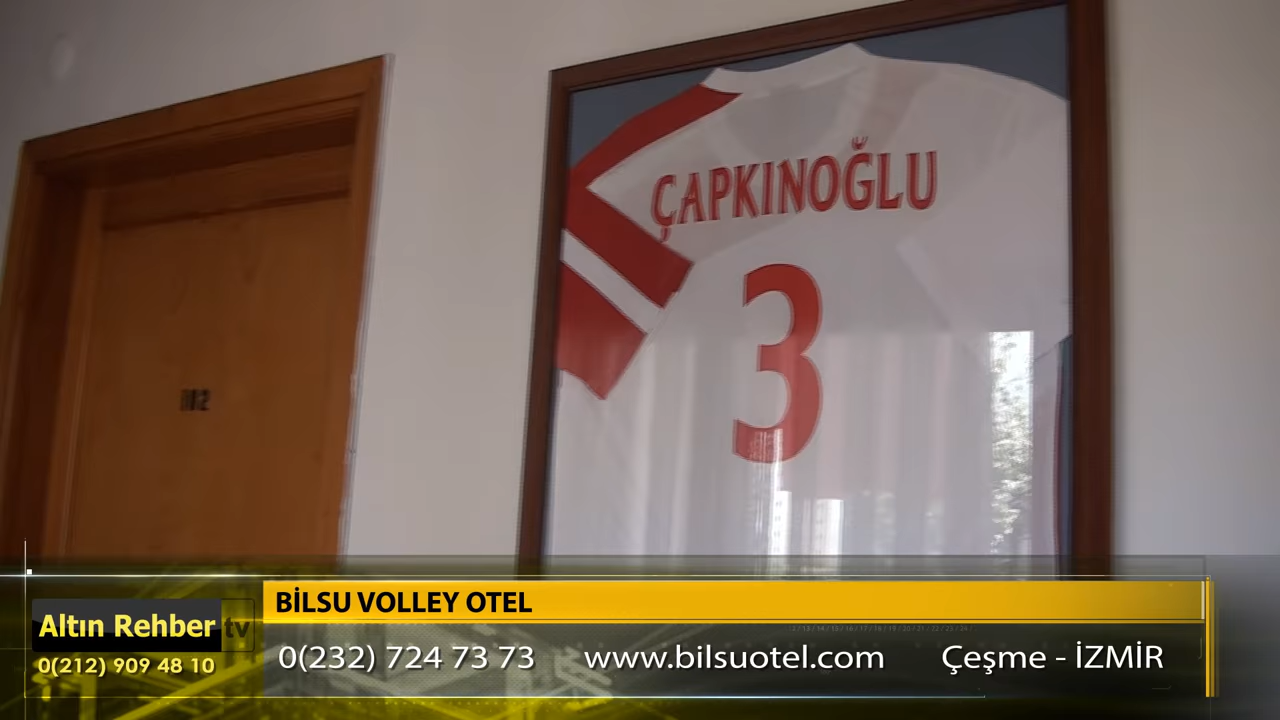 ÇAPKINOĞLU
3
BİLSU VOLLEY OTEL
Altın Rehber tv
0(212) 909 48 10
0(232) 724 73 73 www.bilsuotel.com Çeşme - İZMİR